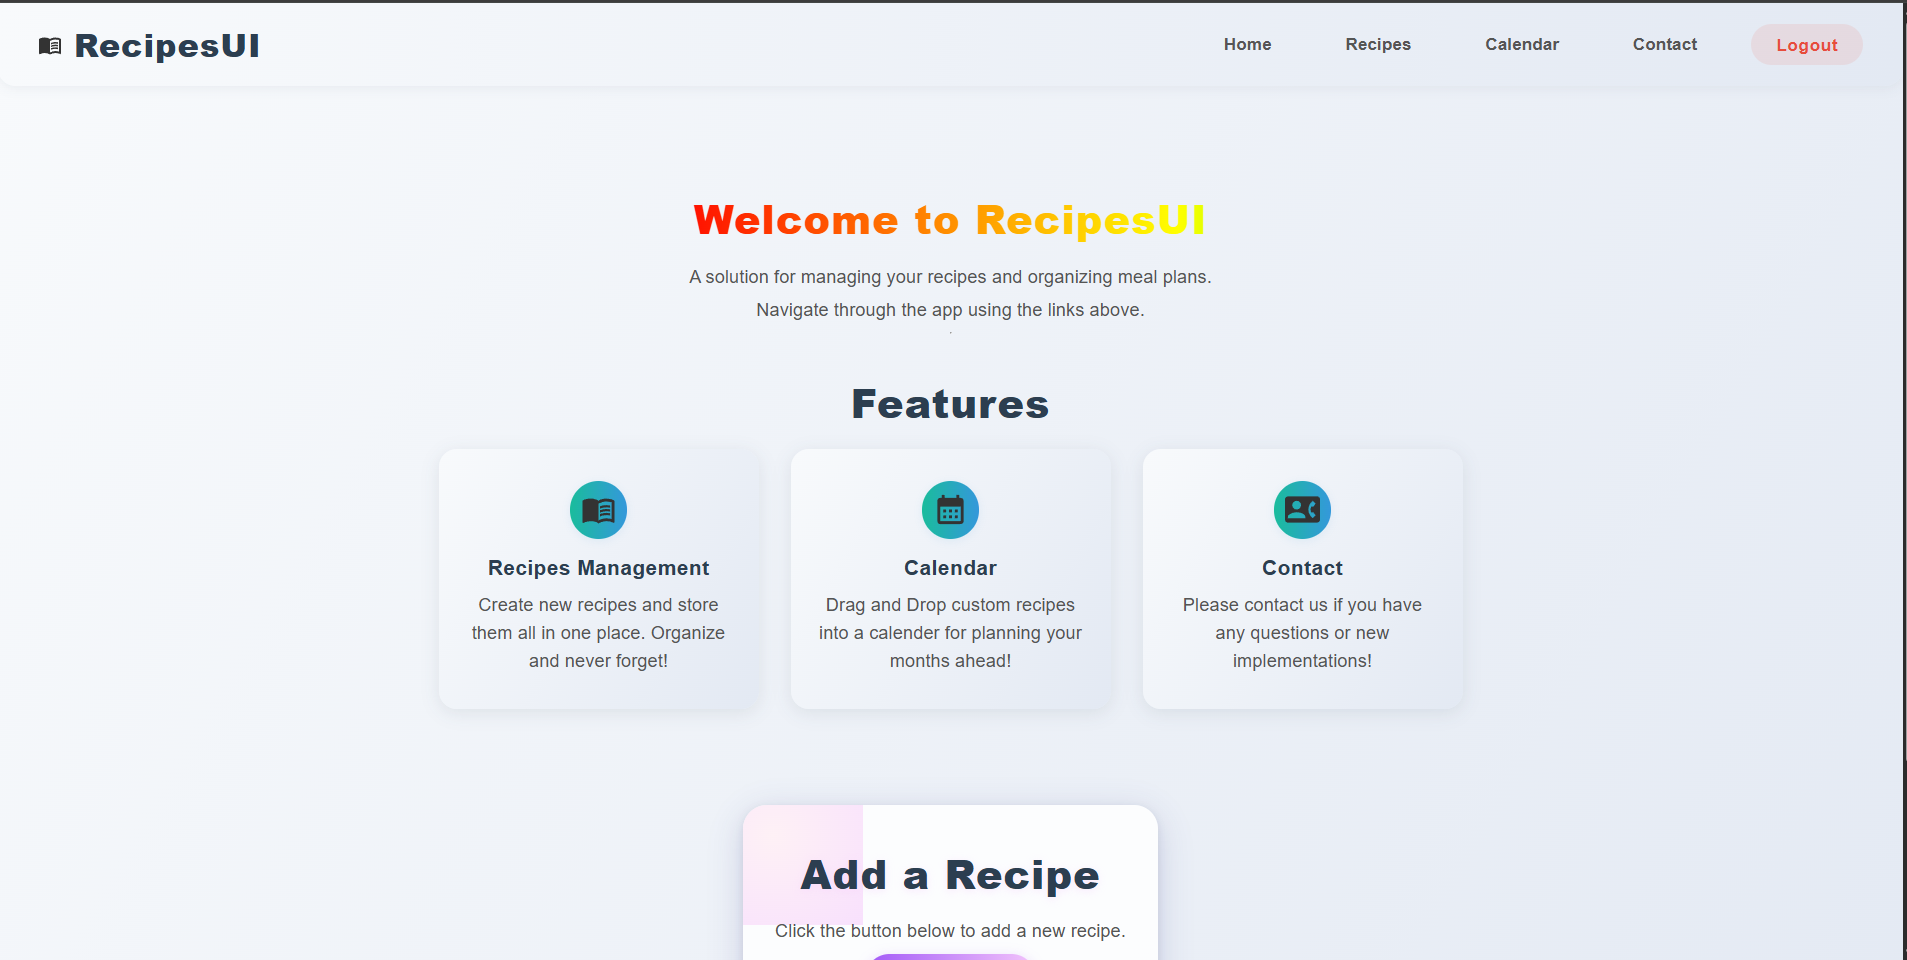 RecipesUI
Home Recipes Calendar Contact Logout
Welcome to RecipesUI
A solution for managing your recipes and organizing meal plans.
Navigate through the app using the links above.
Features
Recipes Management
Create new recipes and store
them all in one place. Organize
and never forget!
Calendar
Drag and Drop custom recipes
into a calender for planning your
months ahead!
Contact
Please contact us if you have
any questions or new
implementations!
Add a Recipe
Click the button below to add a new recipe.